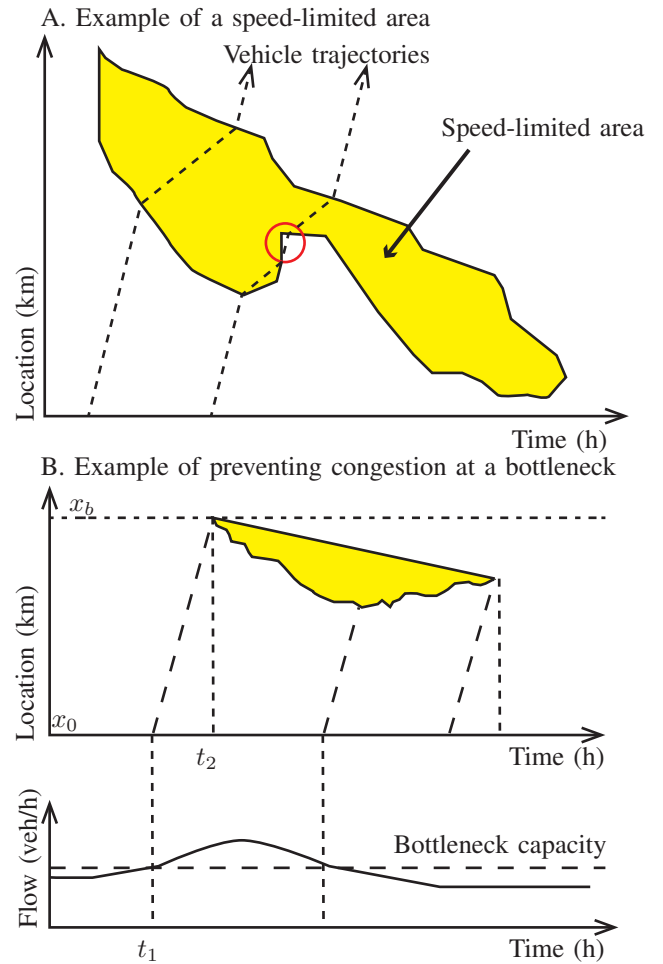 A. Example of a speed-limited area
Vehicle trajectories
Speed-limited area
Location (km)
Time (h)
B. Example of preventing congestion at a bottleneck
x_b
Location (km)
x_0
t_2
Time (h)
Flow (veh/h)
Bottleneck capacity
t_1
Time (h)